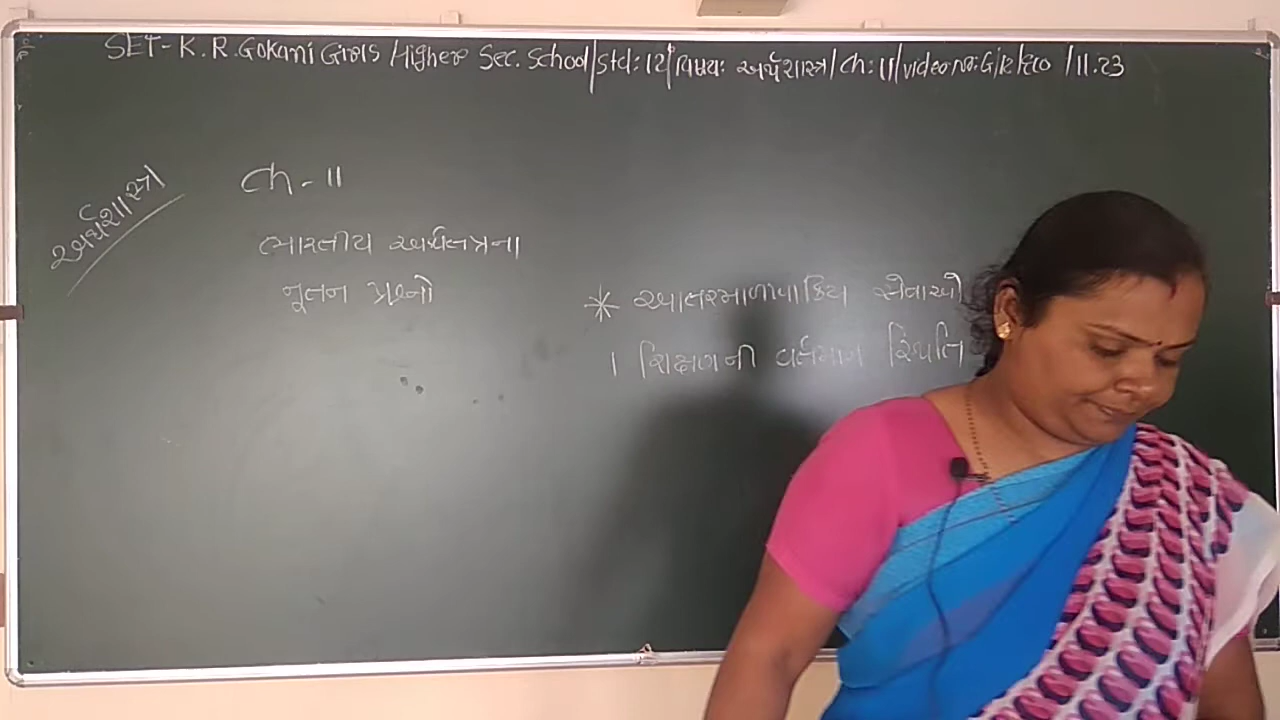 SET-K.R.Gokani Girls Higher Sec. School/Std:12/વિષય: અર્થશાસ્ત્ર/Ch:11/video no: /11.23
અર્થશાસ્ત્ર
Ch-11
ભારતીય અર્થતંત્રના
નૂતન પ્રશ્નો
* આંતરમાળખાકિય સેવાઓ
1 શિક્ષણની વર્તમાન સ્થિતિ